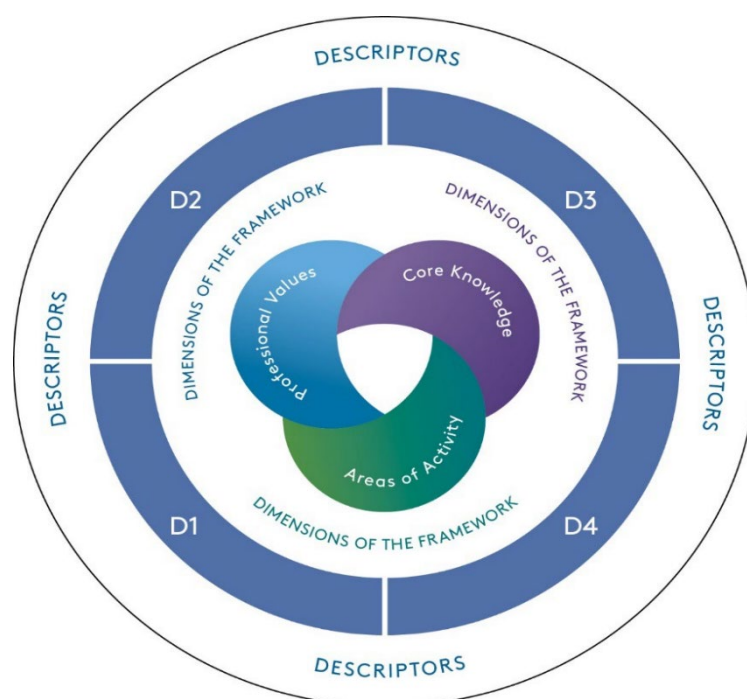 DESCRIPTORS
D2
D3
DIMENSIONS OF THE FRAMEWORK
DIMENSIONS OF THE FRAMEWORK
Professional Values
Core Knowledge
DESCRIPTORS
DESCRIPTORS
Areas of Activity
DIMENSIONS OF THE FRAMEWORK
D1
D4
DESCRIPTORS